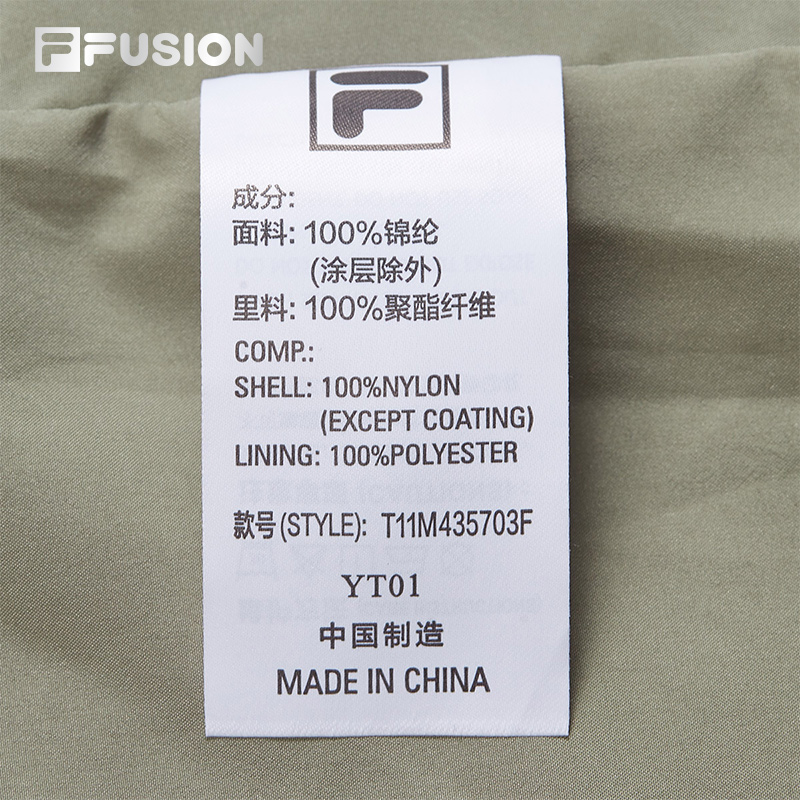 FUSION
成分:
面料: 100%锦纶
(涂层除外)
里料: 100%聚酯纤维
COMP.:
SHELL: 100%NYLON
(EXCEPT COATING)
LINING: 100%POLYESTER
款号(STYLE): T11M435703F
YT01
中国制造
MADE IN CHINA